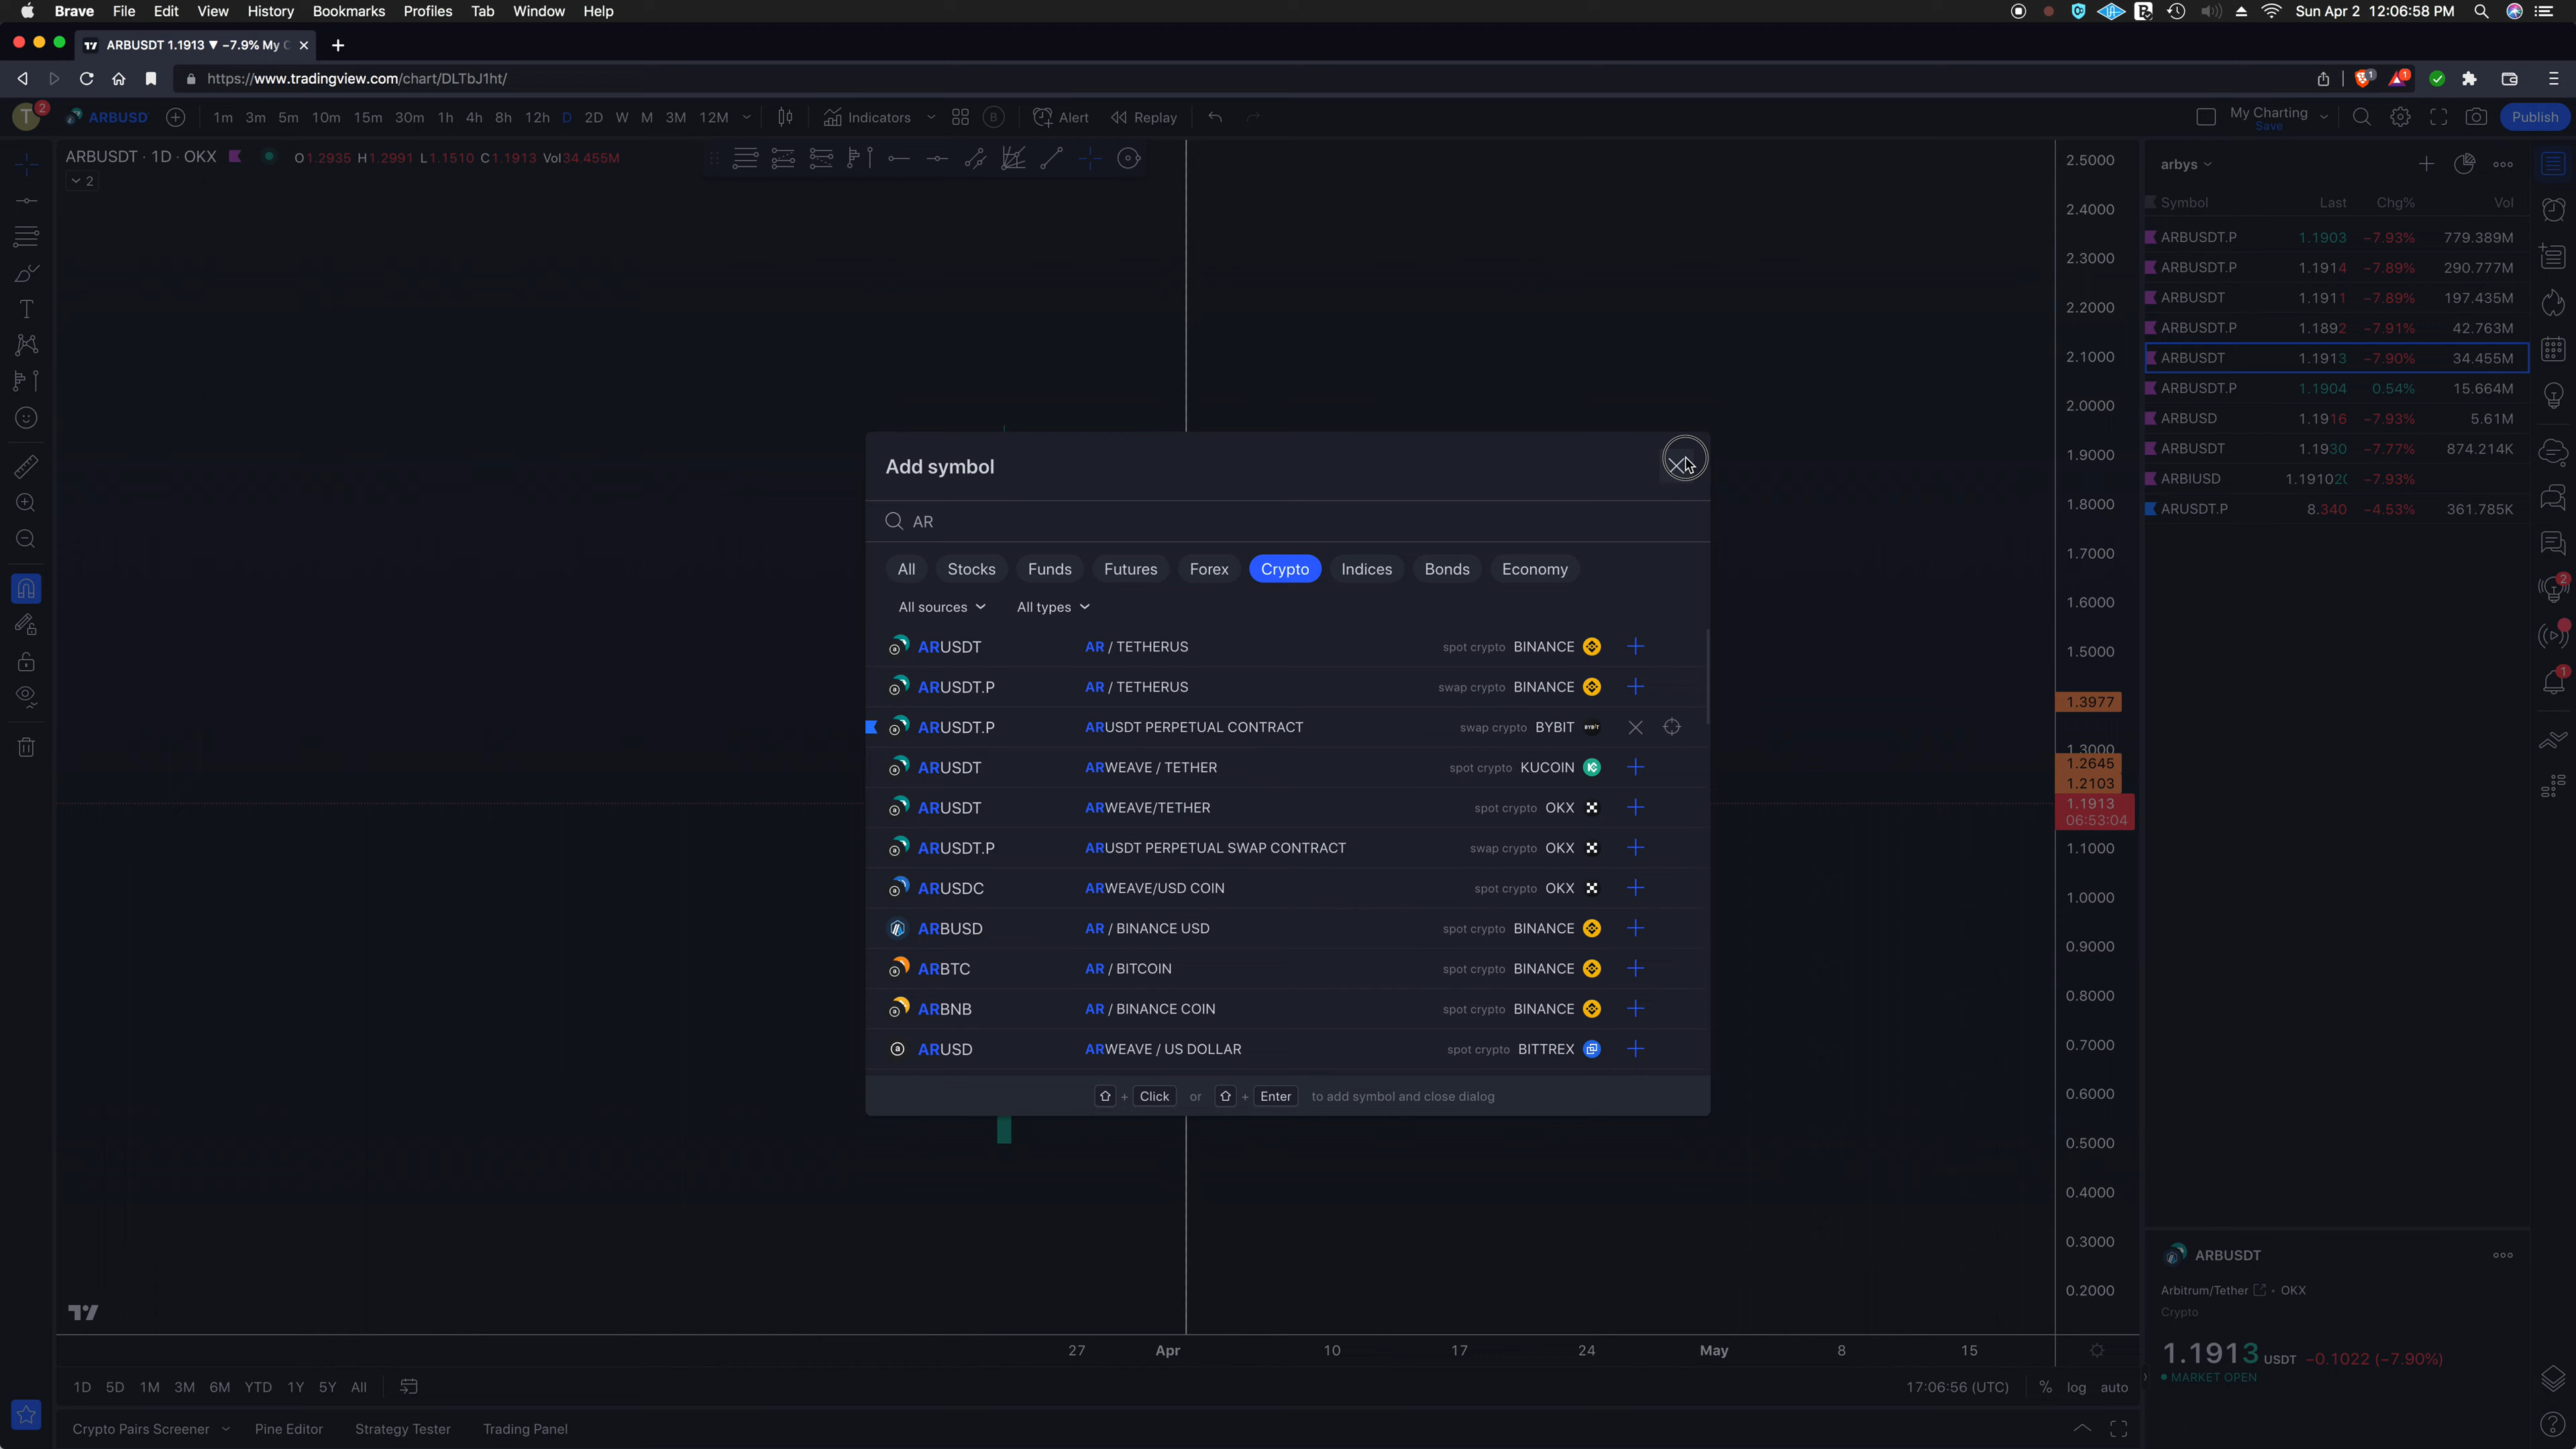 Brave File Edit View History Bookmarks Profiles Tab Window Help Sun Apr 2 12:06:58 PM
ARBUSDT 1.1913 ▼ −7.9% My
https://www.tradingview.com/chart/DLTbJ1ht/
T 2 ARBUSD 1m 3m 5m 10m 15m 30m 1h 4h 8h 12h D 2D W M 3M 12M Indicators B Alert Replay My Charting Save Publish
ARBUSDT · 1D · OKX O1.2935 H1.2991 L1.1510 C1.1913 Vol34.455M
2
arbys
Symbol Last Chg% Vol
ARBUSDT.P 1.1903 −7.93% 779.389M
ARBUSDT.P 1.1914 −7.89% 290.777M
ARBUSDT 1.1911 −7.89% 197.435M
ARBUSDT.P 1.1892 −7.91% 42.763M
ARBUSDT 1.1913 −7.90% 34.455M
ARBUSDT.P 1.1904 0.54% 15.664M
ARBUSD 1.1916 −7.93% 5.61M
ARBUSDT 1.1930 −7.77% 874.214K
ARBIUSD 1.19102 −7.93%
ARUSDT.P 8.340 −4.53% 361.785K
Add symbol
AR
All Stocks Funds Futures Forex Crypto Indices Bonds Economy
All sources All types
ARUSDT AR / TETHERUS spot crypto BINANCE
ARUSDT.P AR / TETHERUS swap crypto BINANCE
ARUSDT.P ARUSDT PERPETUAL CONTRACT swap crypto BYBIT
ARUSDT ARWEAVE / TETHER spot crypto KUCOIN
ARUSDT ARWEAVE/TETHER spot crypto OKX
ARUSDT.P ARUSDT PERPETUAL SWAP CONTRACT swap crypto OKX
ARUSDC ARWEAVE/USD COIN spot crypto OKX
ARBUSD AR / BINANCE USD spot crypto BINANCE
ARBTC AR / BITCOIN spot crypto BINANCE
ARBNB AR / BINANCE COIN spot crypto BINANCE
ARUSD ARWEAVE / US DOLLAR spot crypto BITTREX
+ Click or + Enter to add symbol and close dialog
2.5000
2.4000
2.3000
2.2000
2.1000
2.0000
1.9000
1.8000
1.7000
1.6000
1.5000
1.3977
1.3000
1.2645
1.2103
1.1913
06:53:04
1.1000
1.0000
0.9000
0.8000
0.7000
0.6000
0.5000
0.4000
0.3000
0.2000
27 Apr 10 17 24 May 8 15
1D 5D 1M 3M 6M YTD 1Y 5Y All 17:06:56 (UTC) % log auto
Crypto Pairs Screener Pine Editor Strategy Tester Trading Panel
ARBUSDT
Arbitrum/Tether • OKX
Crypto
1.1913 USDT −0.1022 (−7.90%)
MARKET OPEN